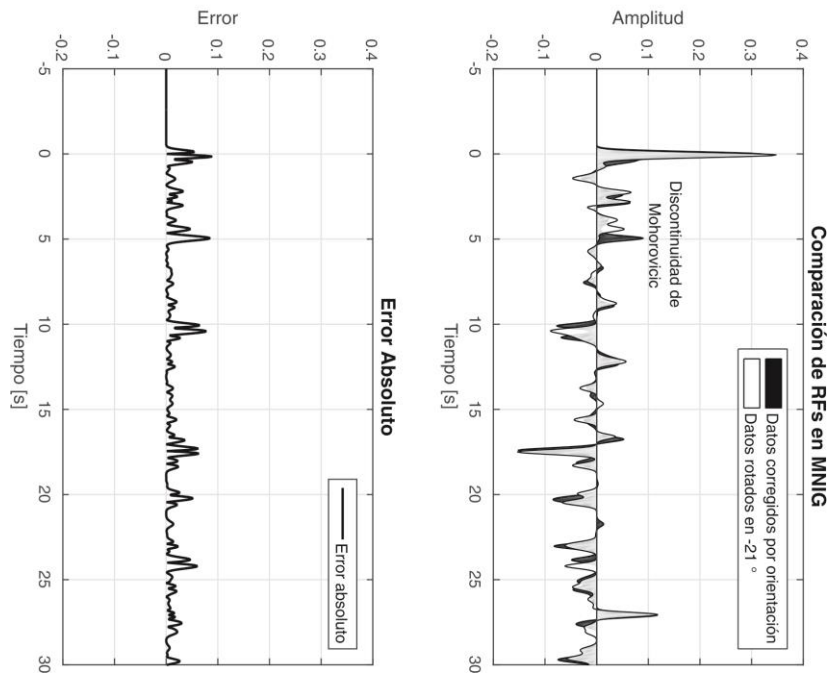 Comparación de RFs en MNIG
Datos corregidos por orientación
Datos rotados en -21 °
Discontinuidad de
Mohorovicic
Amplitud
0.4
0.3
0.2
0.1
0
-0.1
-0.2
-5
0
5
10
15
20
25
30
Tiempo [s]
Error Absoluto
Error absoluto
Error
0.4
0.3
0.2
0.1
0
-0.1
-0.2
-5
0
5
10
15
20
25
30
Tiempo [s]